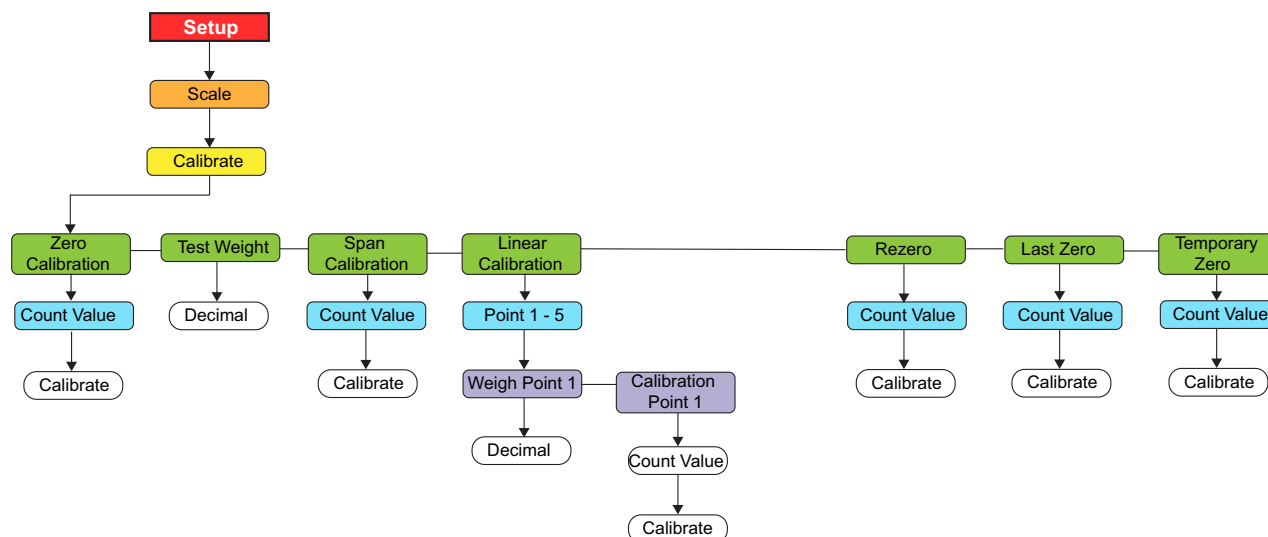 Setup
Scale
Calibrate
Zero
Calibration
Test Weight
Span
Calibration
Linear
Calibration
Rezero
Last Zero
Temporary
Zero
Count Value
Decimal
Count Value
Point 1 - 5
Count Value
Count Value
Count Value
Calibrate
Calibrate
Weigh Point 1
Calibration
Point 1
Calibrate
Calibrate
Calibrate
Decimal
Count Value
Calibrate